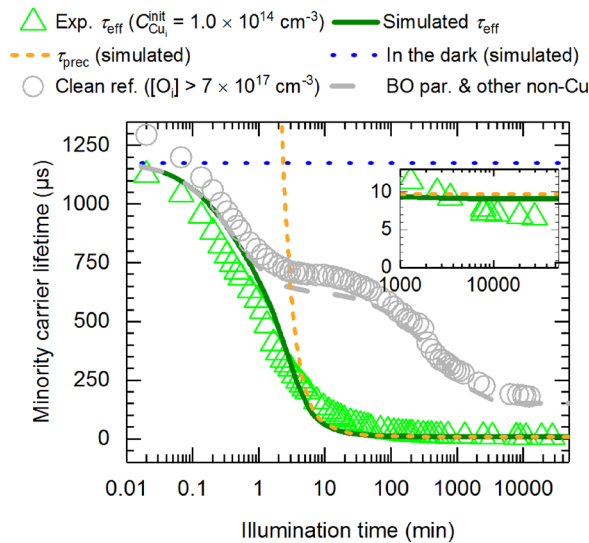 Exp. τeff (C^init_Cui = 1.0 × 10¹⁴ cm⁻³)
Simulated τeff
τprec (simulated)
In the dark (simulated)
Clean ref. ([Oi] > 7 × 10¹⁷ cm⁻³)
BO par. & other non-Cu
1250
1000
750
500
250
0
Minority carrier lifetime (µs)
10
5
0
1000
10000
0.01
0.1
1
10
100
1000
10000
Illumination time (min)